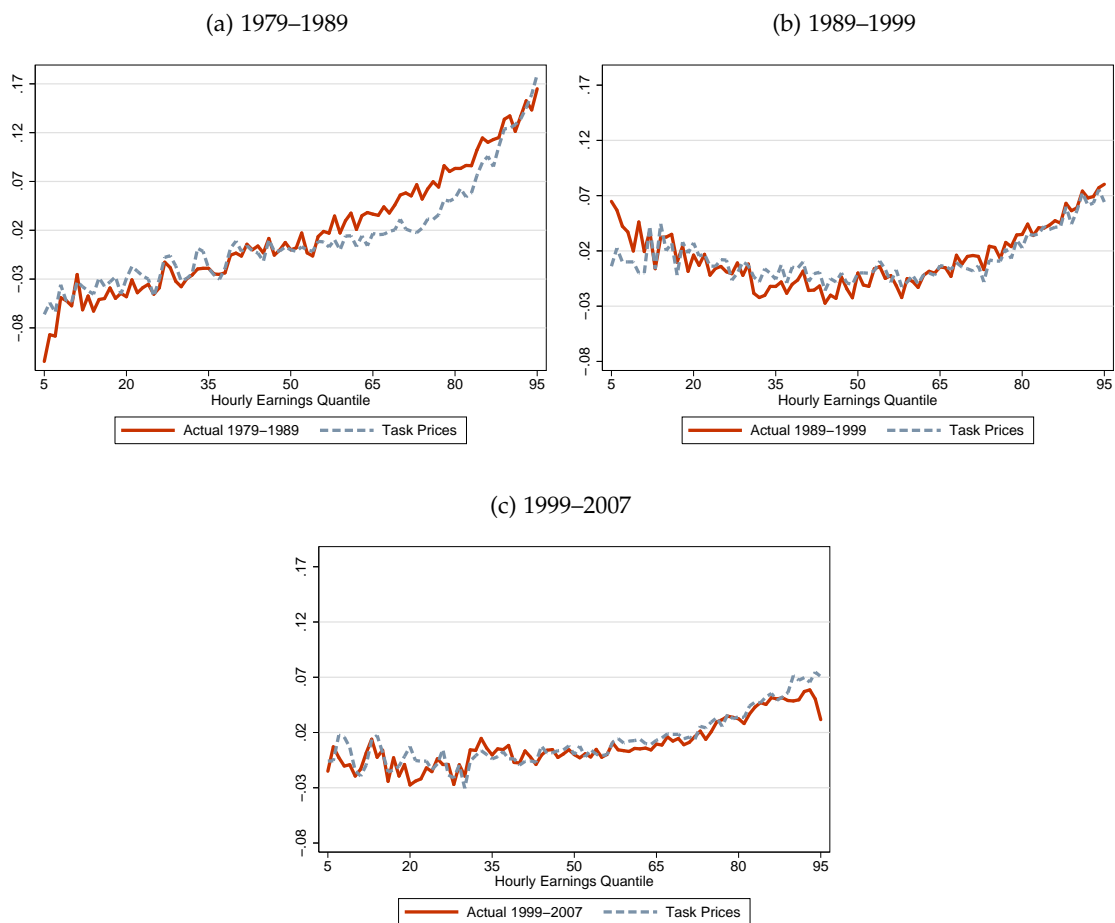 (a) 1979–1989
.17
.12
.07
.02
-.03
-.08
5 20 35 50 65 80 95
Hourly Earnings Quantile
Actual 1979–1989 Task Prices
(b) 1989–1999
.17
.12
.07
.02
-.03
-.08
5 20 35 50 65 80 95
Hourly Earnings Quantile
Actual 1989–1999 Task Prices
(c) 1999–2007
.17
.12
.07
.02
-.03
-.08
5 20 35 50 65 80 95
Hourly Earnings Quantile
Actual 1999–2007 Task Prices